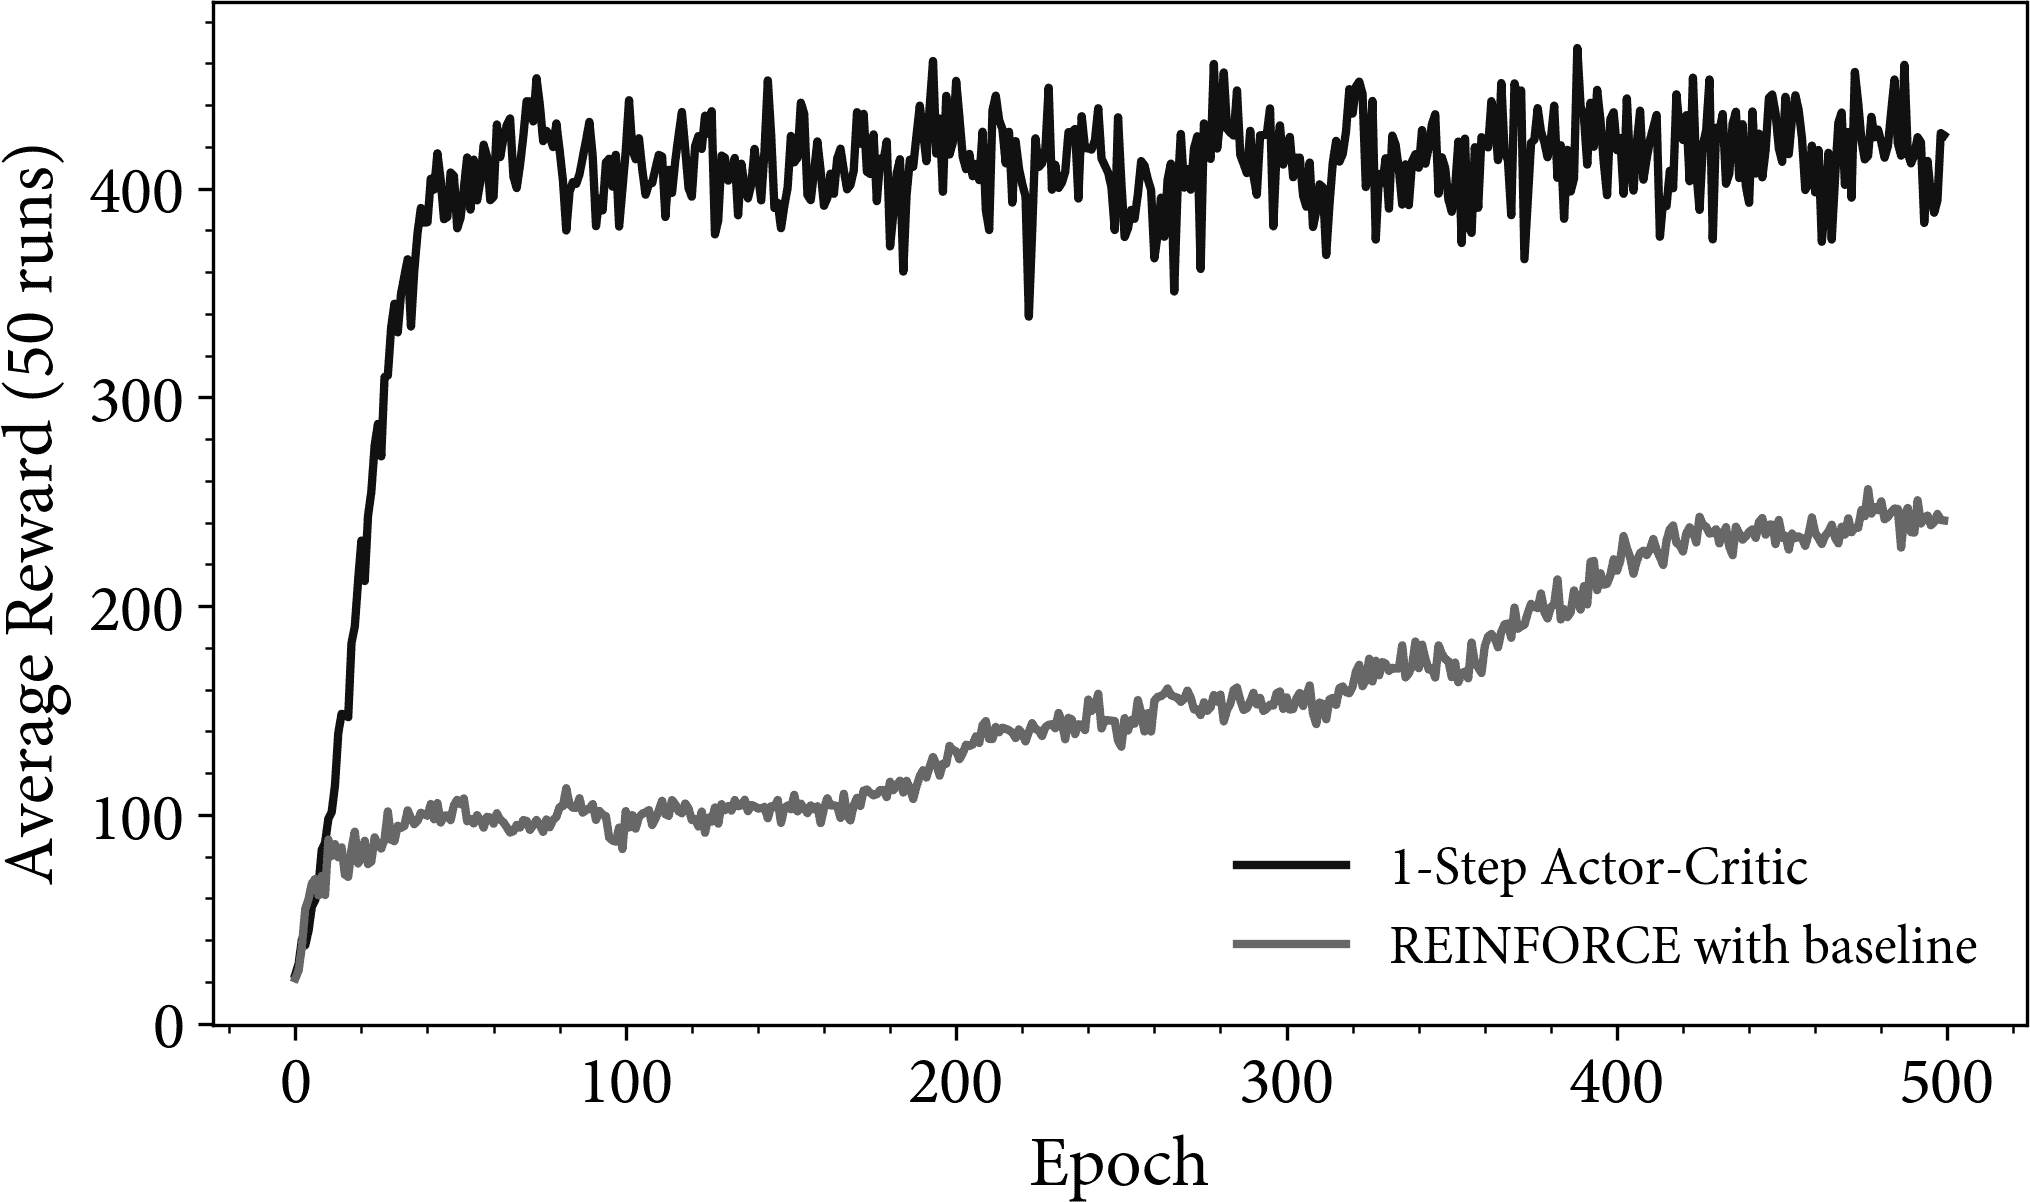 Average Reward (50 runs)
400
300
200
100
0
1-Step Actor-Critic
REINFORCE with baseline
0 100 200 300 400 500
Epoch